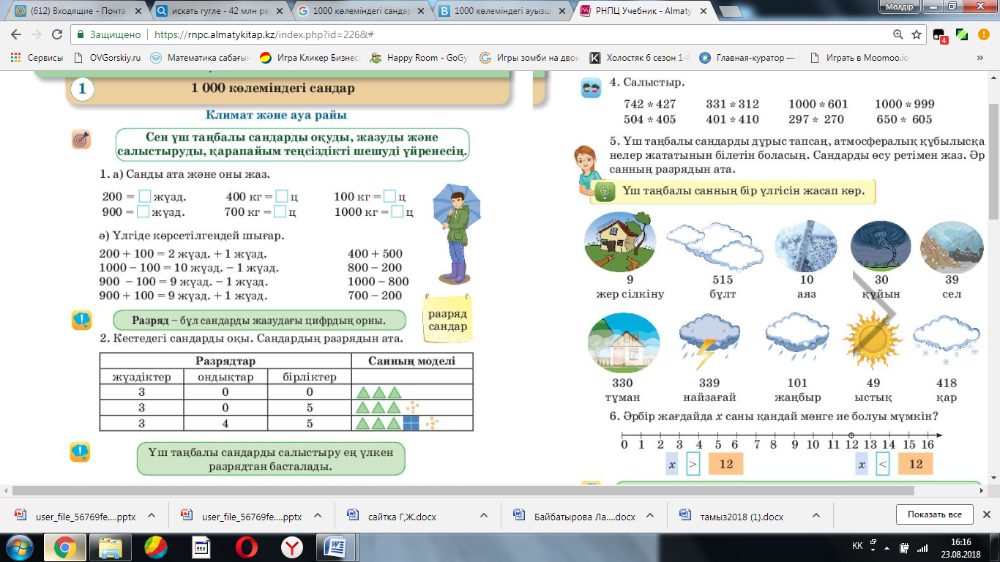 (612) Входящие - Почта
искать гугле - 42 млн ре
1000 көлеміндегі сандар
1000 көлеміндегі ауызш
РНПЦ Учебник - Almaty
Мөлдір
Защищено
https://rnpc.almatykitap.kz/index.php?id=226&#
4
Сервисы
OVGorskiy.ru
Математика сабағын
Игра Кликер Бизнес
Happy Room - GoGy
Игры зомби на двои
Холостяк 6 сезон 1-8
Главная-куратор —
Играть в Moomoo.io
»
1
1 000 көлеміндегі сандар
Климат және ауа райы
Сен үш таңбалы сандарды оқуды, жазуды және
салыстыруды, қарапайым теңсіздікті шешуді үйренесің.
1. а) Санды ата және оны жаз.
200 = жүзд. 400 кг = ц 100 кг = ц
900 = жүзд. 700 кг = ц 1000 кг = ц
ә) Үлгіде көрсетілгендей шығар.
200 + 100 = 2 жүзд. + 1 жүзд. 400 + 500
1000 – 100 = 10 жүзд. – 1 жүзд. 800 – 200
900 – 100 = 9 жүзд. – 1 жүзд. 1000 – 800
900 + 100 = 9 жүзд. + 1 жүзд. 700 – 200
разряд
сандар
Разряд – бұл сандарды жазудағы цифрдың орны.
2. Кестедегі сандарды оқы. Сандардың разрядын ата.
Разрядтар Санның моделі
жүздіктер ондықтар бірліктер
3 0 0
3 0 5
3 4 5
Үш таңбалы сандарды салыстыру ең үлкен
разрядтан басталады.
4. Салыстыр.
742 * 427 331 * 312 1000 * 601 1000 * 999
504 * 405 401 * 410 297 * 270 650 * 605
5. Үш таңбалы сандарды дұрыс тапсаң, атмосфералық құбылысқа
нелер жататынын білетін боласың. Сандарды өсу ретімен жаз. Әр
санның разрядын ата.
Үш таңбалы санның бір үлгісін жасап көр.
9 515 10 30 39
жер сілкіну бұлт аяз құйын сел
330 339 101 49 418
тұман найзағай жаңбыр ыстық қар
6. Әрбір жағдайда x саны қандай мәнге ие болуы мүмкін?
0 1 2 3 4 5 6 7 8 9 10 11 12 13 14 15 16
x > 12 x < 12
user_file_56769fe....pptx
user_file_56769fe....pptx
сайтка Г,Ж.docx
Байбатырова Ла....docx
тамыз2018 (1).docx
Показать все
KK
16:16
23.08.2018